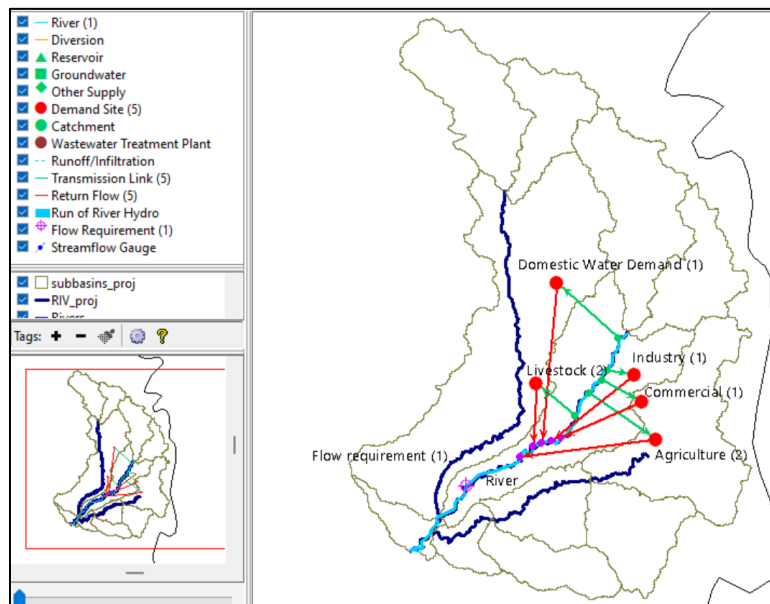 River (1)
Diversion
Reservoir
Groundwater
Other Supply
Demand Site (5)
Catchment
Wastewater Treatment Plant
Runoff/Infiltration
Transmission Link (5)
Return Flow (5)
Run of River Hydro
Flow Requirement (1)
Streamflow Gauge
subbasins_proj
RIV_proj
Rivers
Tags:
Domestic Water Demand (1)
Industry (1)
Livestock (2)
Commercial (1)
Agriculture (2)
Flow requirement (1)
River